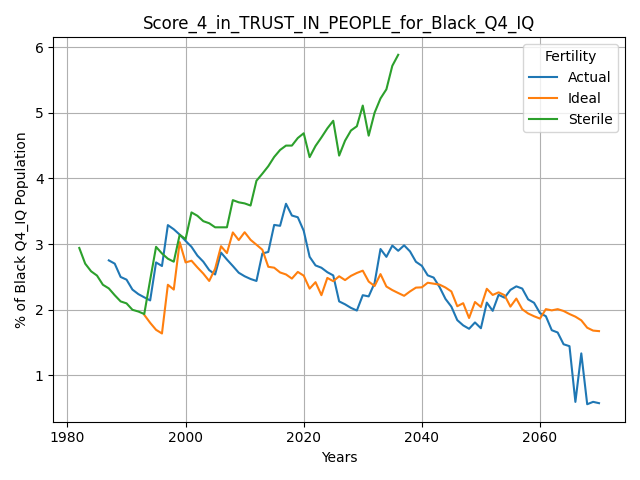 Score_4_in_TRUST_IN_PEOPLE_for_Black_Q4_IQ
Fertility
Actual
Ideal
Sterile
% of Black Q4_IQ Population
6
5
4
3
2
1
1980 2000 2020 2040 2060
Years